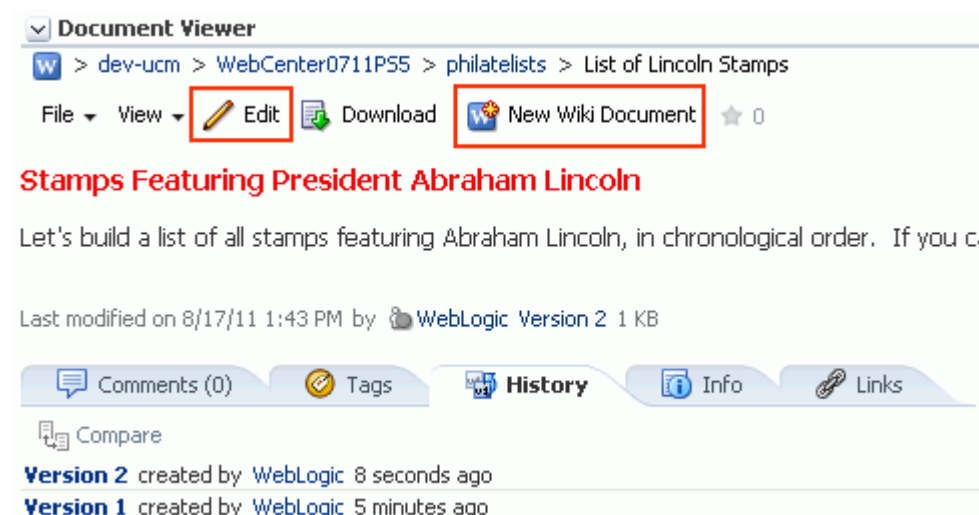 Document Viewer
W > dev-ucm > WebCenter0711PS5 > philatelists > List of Lincoln Stamps
File View Edit Download New Wiki Document 0
Stamps Featuring President Abraham Lincoln
Let's build a list of all stamps featuring Abraham Lincoln, in chronological order. If you
Last modified on 8/17/11 1:43 PM by WebLogic Version 2 1 KB
Comments (0) Tags History Info Links
Compare
Version 2 created by WebLogic 8 seconds ago
Version 1 created by WebLogic 5 minutes ago